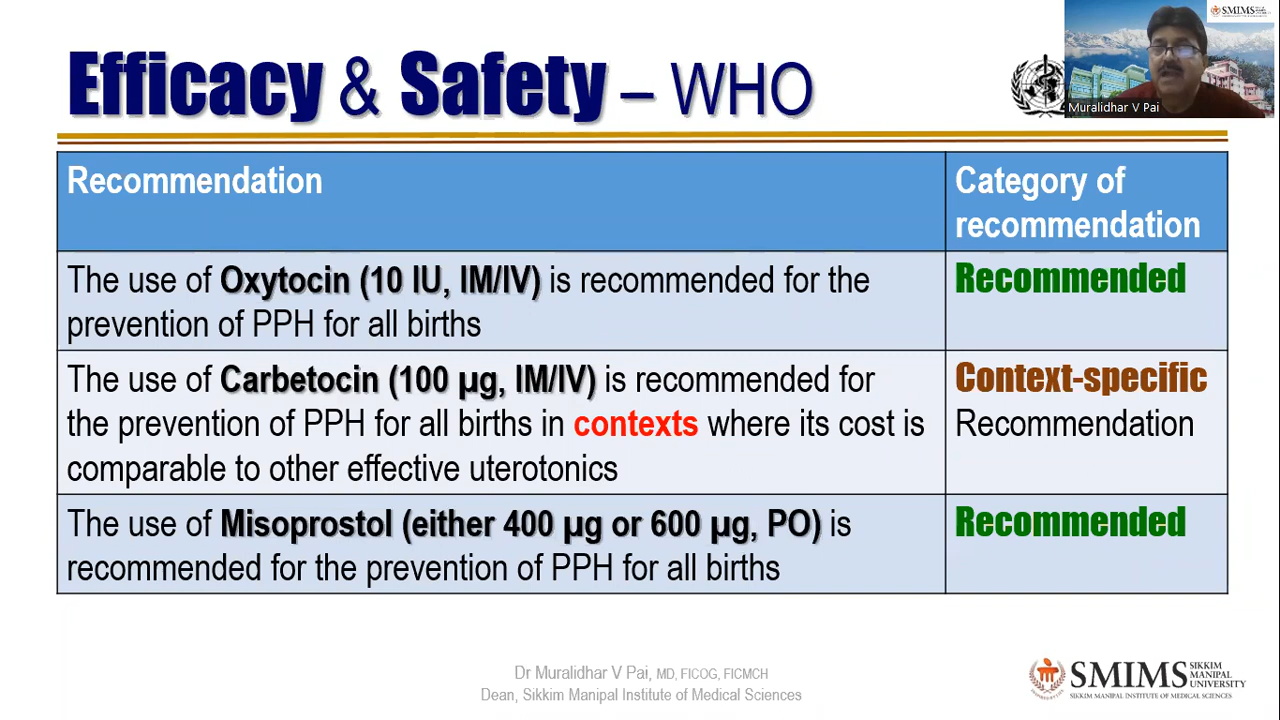 Efficacy & Safety – WHO
SMIMS
Muralidhar V Pai
Recommendation
Category of
recommendation
The use of Oxytocin (10 IU, IM/IV) is recommended for the
prevention of PPH for all births
Recommended
The use of Carbetocin (100 µg, IM/IV) is recommended for
the prevention of PPH for all births in contexts where its cost is
comparable to other effective uterotonics
Context-specific
Recommendation
The use of Misoprostol (either 400 µg or 600 µg, PO) is
recommended for the prevention of PPH for all births
Recommended
Dr Muralidhar V Pai, MD, FICOG, FICMCH
Dean, Sikkim Manipal Institute of Medical Sciences
SMIMS
SIKKIM
MANIPAL
UNIVERSITY
SIKKIM MANIPAL INSTITUTE OF MEDICAL SCIENCES